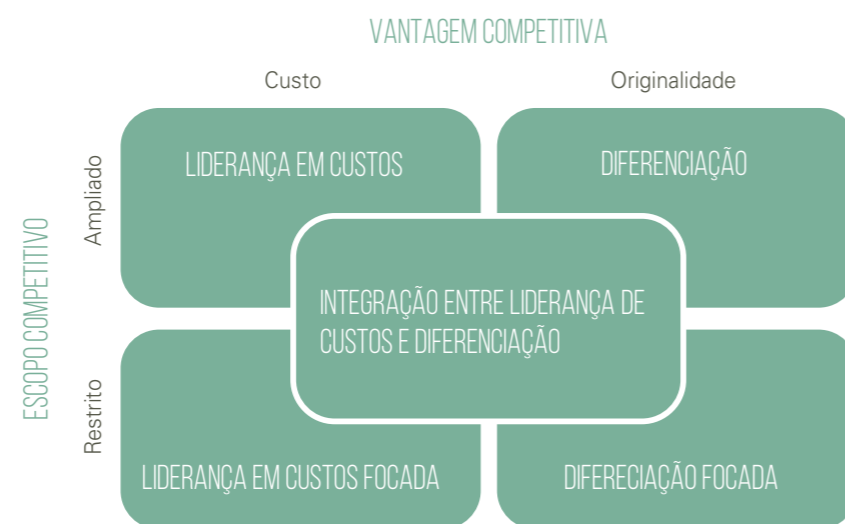 VANTAGEM COMPETITIVA
Custo
Originalidade
ESCOPO COMPETITIVO
Ampliado
LIDERANÇA EM CUSTOS
DIFERENCIAÇÃO
INTEGRAÇÃO ENTRE LIDERANÇA DE
CUSTOS E DIFERENCIAÇÃO
Restrito
LIDERANÇA EM CUSTOS FOCADA
DIFERECIAÇÃO FOCADA